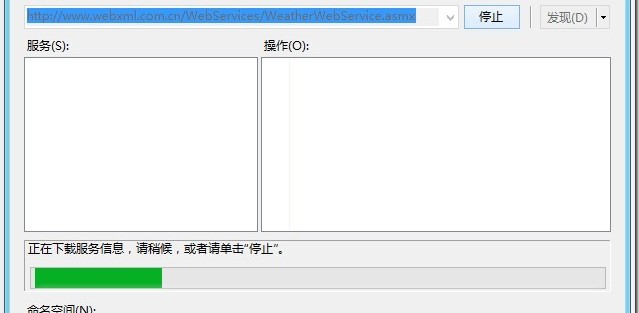 http://www.webxml.com.cn/WebServices/WeatherWebService.asmx 停止 发现(D)
服务(S): 操作(O):
正在下载服务信息，请稍候，或者请单击“停止”。
命名空间(N):